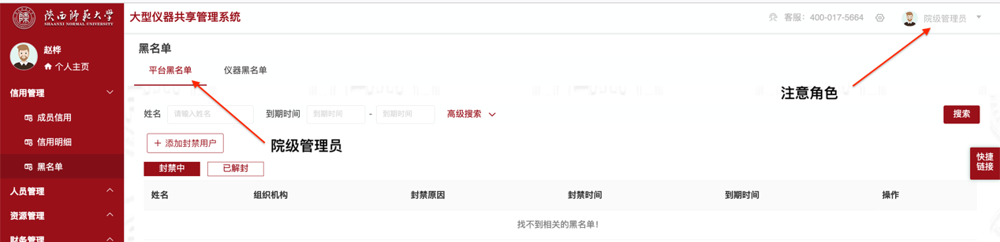 陕西师范大学
SHAANXI NORMAL UNIVERSITY
大型仪器共享管理系统
客服：400-017-5664
院级管理员
赵桦
个人主页
信用管理
成员信用
信用明细
黑名单
人员管理
资源管理
财务管理
黑名单
平台黑名单 仪器黑名单
注意角色
姓名 请输入姓名 到期时间 到期时间 - 到期时间 高级搜索 搜索
+ 添加封禁用户
院级管理员
快捷
链接
封禁中 已解封
姓名 组织机构 封禁原因 封禁时间 到期时间 操作
找不到相关的黑名单！